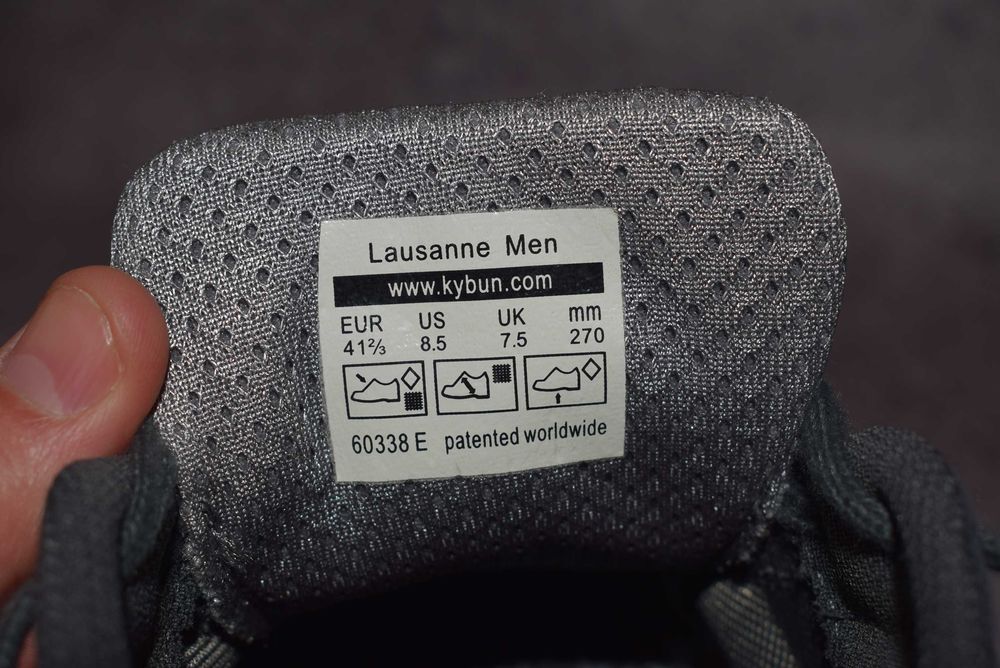 Lausanne Men
www.kybun.com
EUR US UK mm
41⅔ 8.5 7.5 270
60338 E patented worldwide